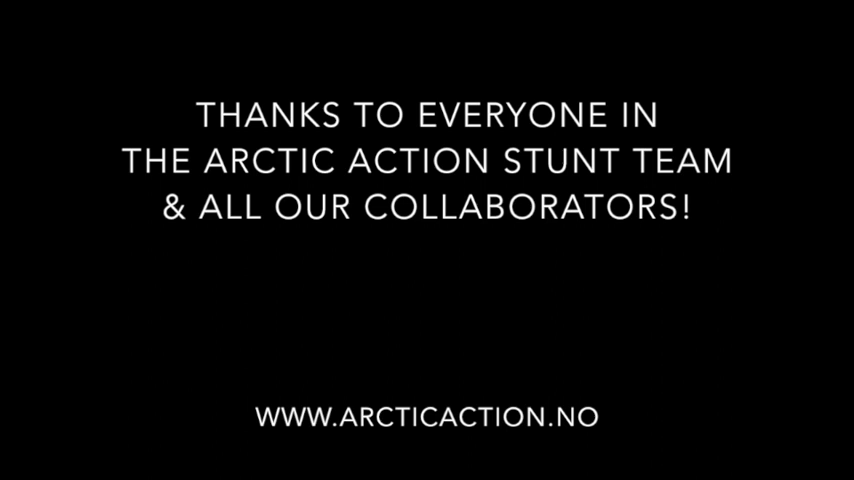 THANKS TO EVERYONE IN
THE ARCTIC ACTION STUNT TEAM
& ALL OUR COLLABORATORS!
WWW.ARCTICACTION.NO